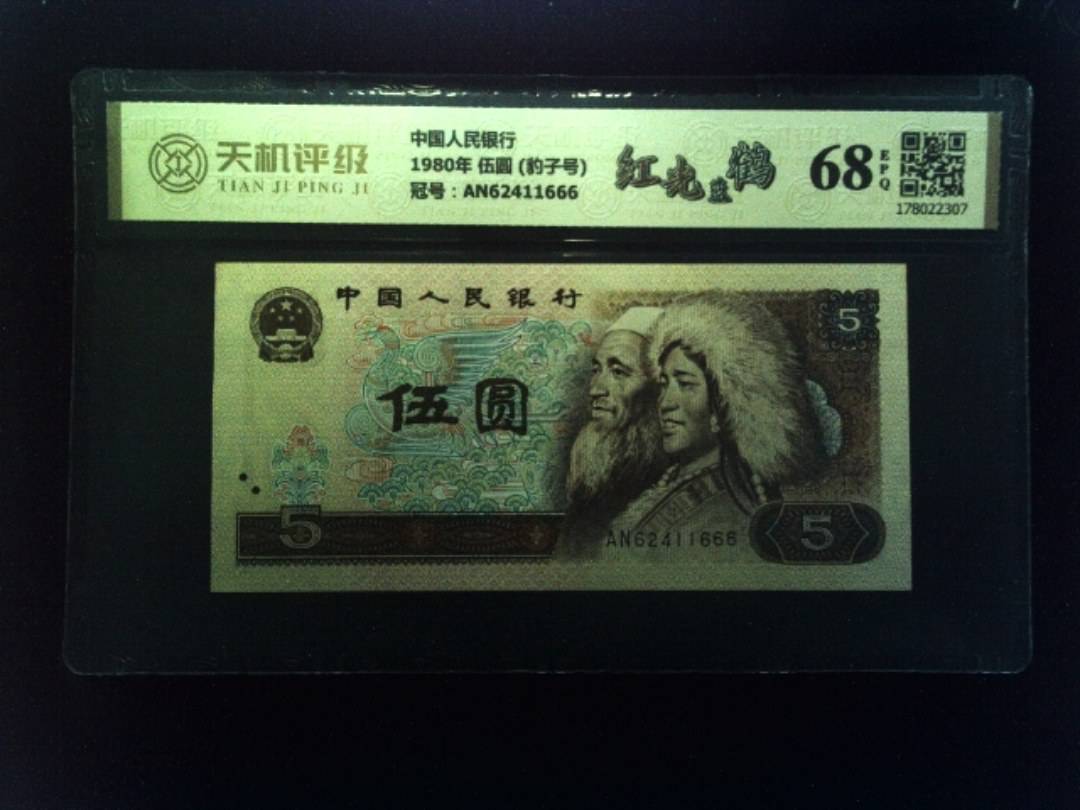 天机评级
TIAN JI PING JI
中国人民银行
1980年 伍圆 (豹子号)
冠号：AN62411666
红光盖鹤
68
EPQ
178022307
中国人民银行
5
伍圆
5
AN62411666
5